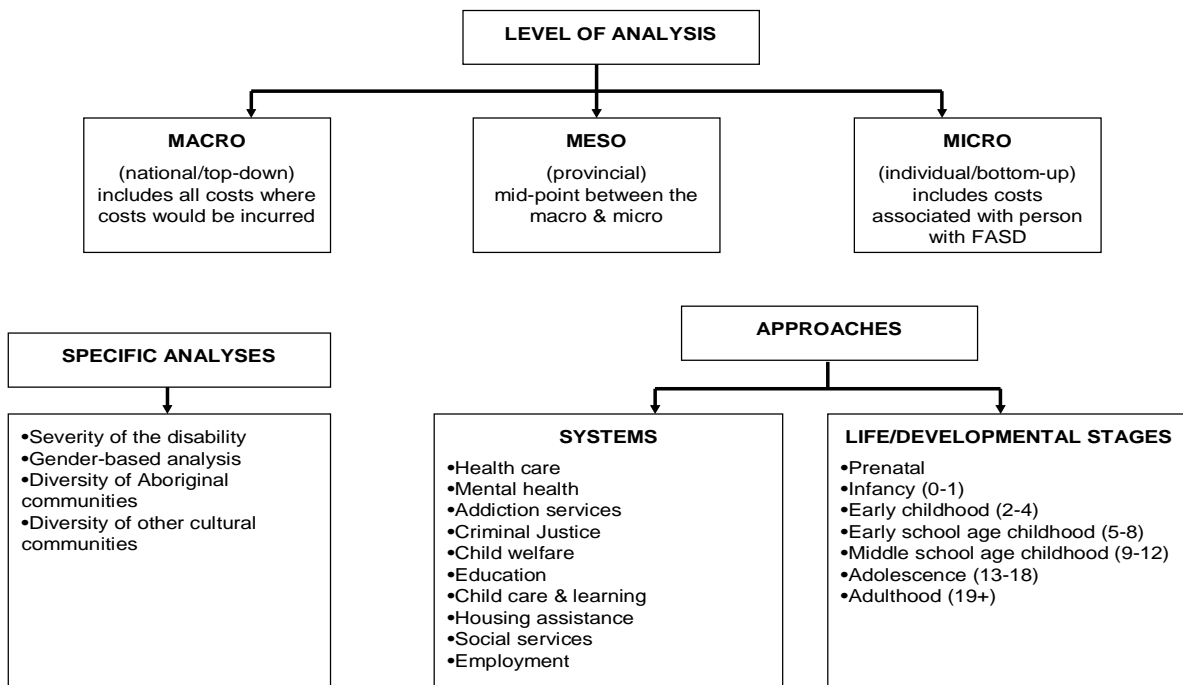 LEVEL OF ANALYSIS
MACRO
(national/top-down)
includes all costs where
costs would be incurred
MESO
(provincial)
mid-point between the
macro & micro
MICRO
(individual/bottom-up)
includes costs
associated with person
with FASD
SPECIFIC ANALYSES
•Severity of the disability
•Gender-based analysis
•Diversity of Aboriginal
communities
•Diversity of other cultural
communities
APPROACHES
SYSTEMS
•Health care
•Mental health
•Addiction services
•Criminal Justice
•Child welfare
•Education
•Child care & learning
•Housing assistance
•Social services
•Employment
LIFE/DEVELOPMENTAL STAGES
•Prenatal
•Infancy (0-1)
•Early childhood (2-4)
•Early school age childhood (5-8)
•Middle school age childhood (9-12)
•Adolescence (13-18)
•Adulthood (19+)